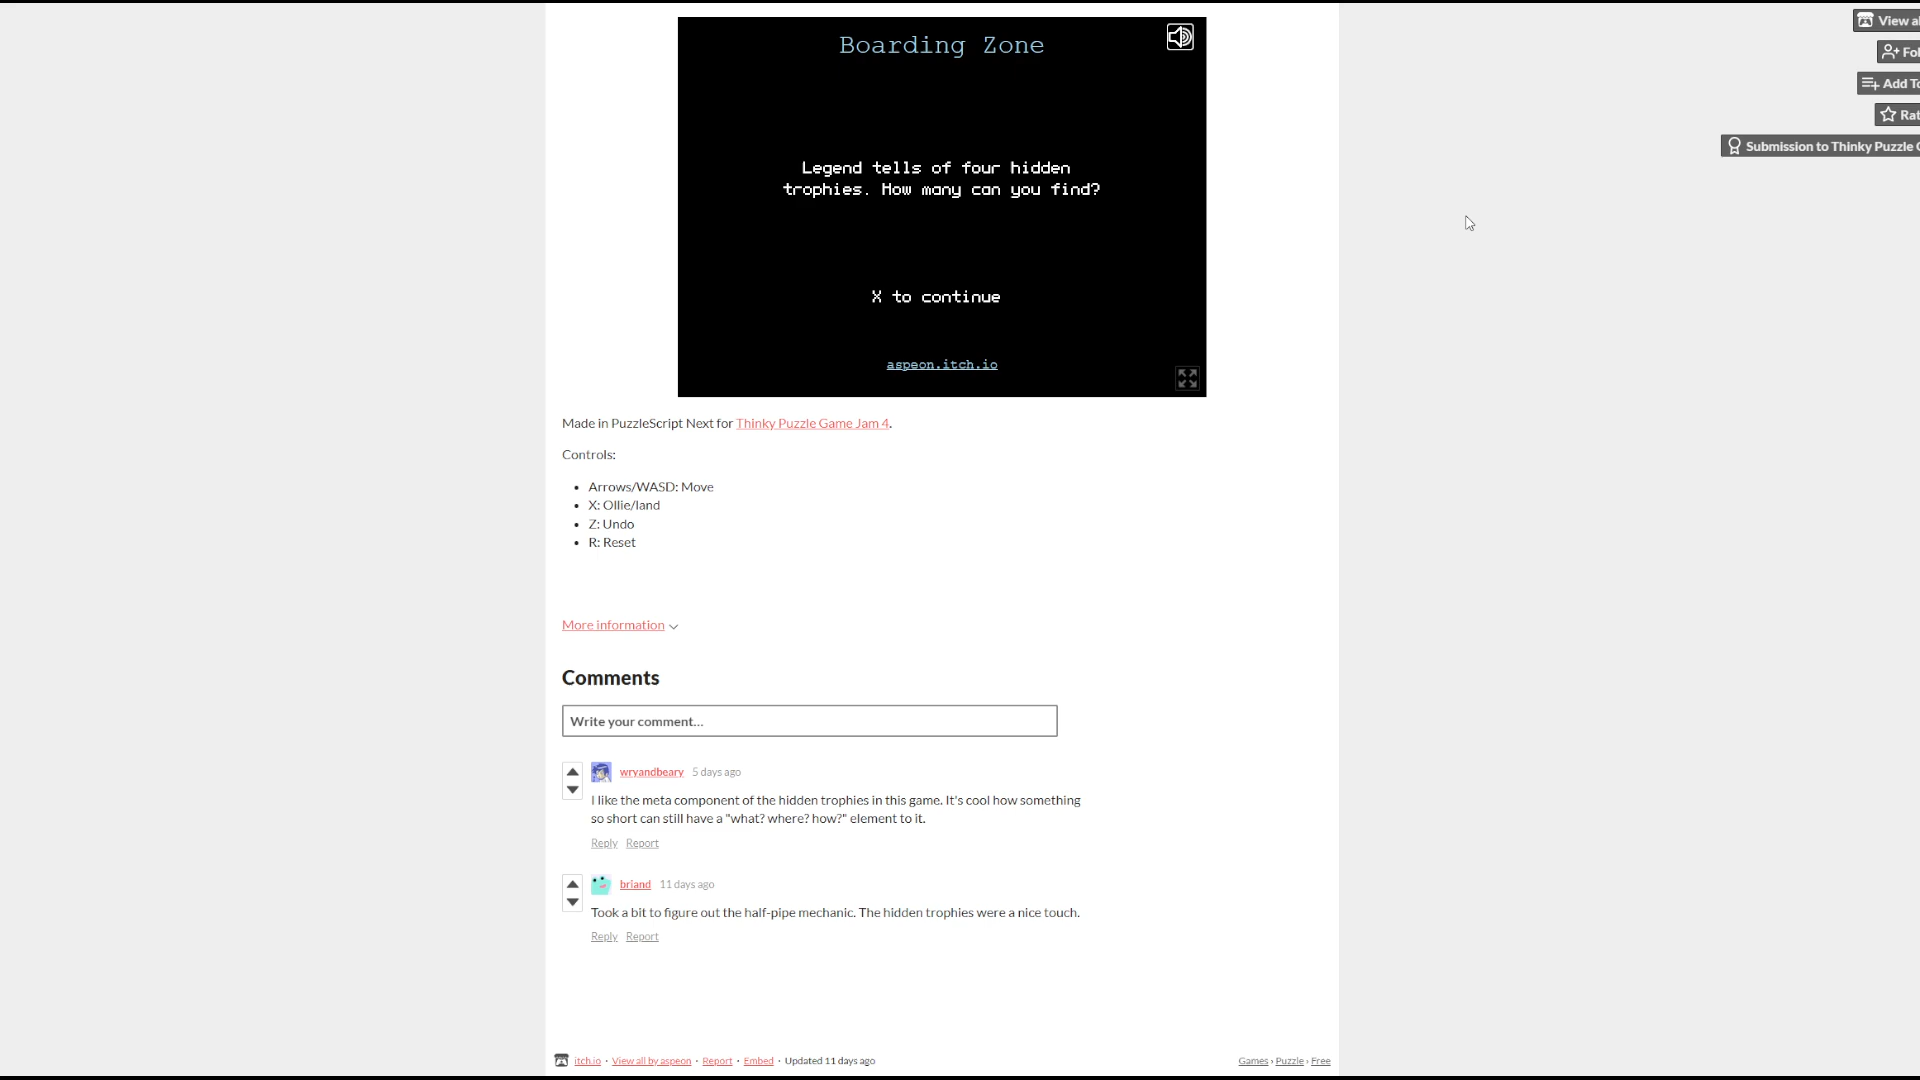 Boarding Zone
Legend tells of four hidden
trophies. How many can you find?
X to continue
aspeon.itch.io
View al
Fol
Add To
Rat
Submission to Thinky Puzzle G
Made in PuzzleScript Next for Thinky Puzzle Game Jam 4.
Controls:
• Arrows/WASD: Move
• X: Ollie/land
• Z: Undo
• R: Reset
More information
Comments
Write your comment...
wryandbeary 5 days ago
I like the meta component of the hidden trophies in this game. It's cool how something
so short can still have a "what? where? how?" element to it.
Reply Report
briand 11 days ago
Took a bit to figure out the half-pipe mechanic. The hidden trophies were a nice touch.
Reply Report
itch.io · View all by aspeon · Report · Embed · Updated 11 days ago
Games › Puzzle › Free